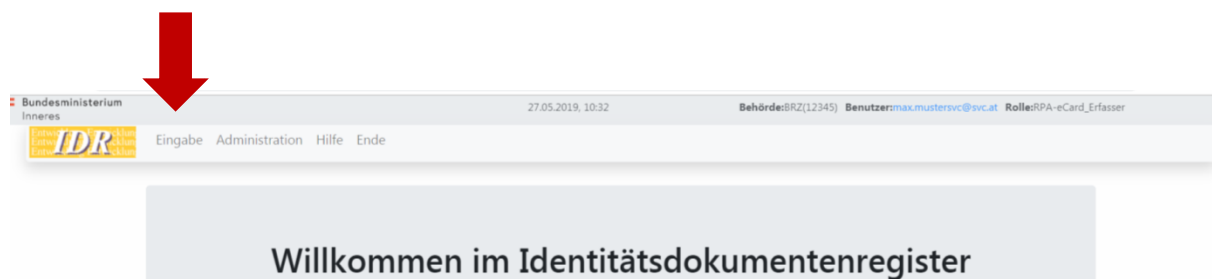 Bundesministerium
Inneres
27.05.2019, 10:32
Behörde:BRZ(12345) Benutzer:max.mustersvc@svc.at Rolle:RPA-eCard_Erfasser
IDR
Eingabe Administration Hilfe Ende
Willkommen im Identitätsdokumentenregister